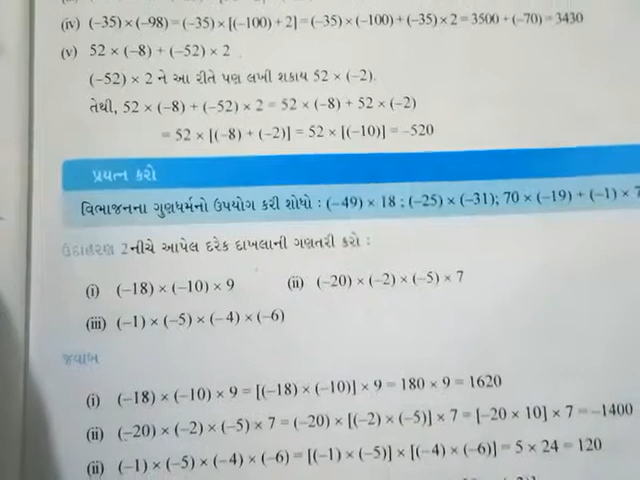 (iv) (–35) × (–98) = (–35) × [(–100) + 2] = (–35) × (–100) + (–35) × 2 = 3500 + (–70) = 3430
(v) 52 × (–8) + (–52) × 2
(–52) × 2 ને આ રીતે પણ લખી શકાય 52 × (–2).
તેથી, 52 × (–8) + (–52) × 2 = 52 × (–8) + 52 × (–2)
= 52 × [(–8) + (–2)] = 52 × [(–10)] = –520
પ્રયત્ન કરો
વિભાજનના ગુણધર્મનો ઉપયોગ કરી શોધો : (–49) × 18 ; (–25) × (–31); 70 × (–19) + (–1) ×
ઉદાહરણ 2 નીચે આપેલ દરેક દાખલાની ગણતરી કરો :
(i) (–18) × (–10) × 9 (ii) (–20) × (–2) × (–5) × 7
(iii) (–1) × (–5) × (–4) × (–6)
જવાબ
(i) (–18) × (–10) × 9 = [(–18) × (–10)] × 9 = 180 × 9 = 1620
(ii) (–20) × (–2) × (–5) × 7 = (–20) × [(–2) × (–5)] × 7 = [–20 × 10] × 7 = –1400
(ii) (–1) × (–5) × (–4) × (–6) = [(–1) × (–5)] × [(–4) × (–6)] = 5 × 24 = 120